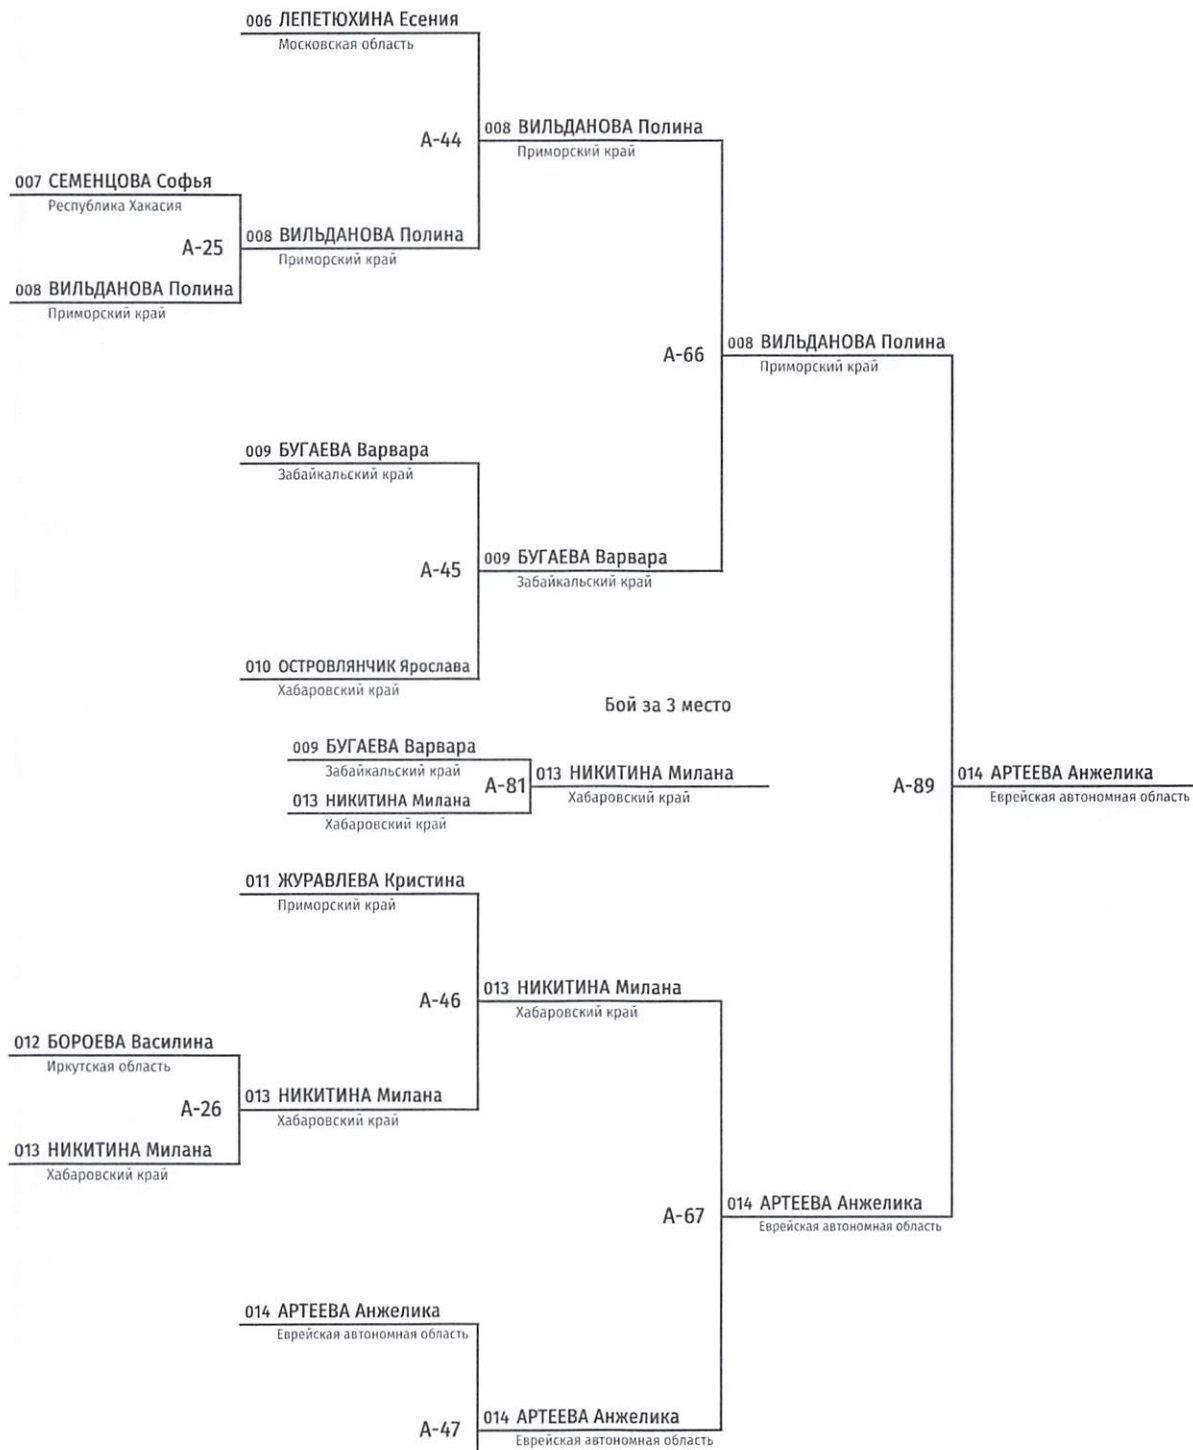 006 ЛЕПЕТЮХИНА Есения
Московская область
А-44
008 ВИЛЬДАНОВА Полина
Приморский край
007 СЕМЕНЦОВА Софья
Республика Хакасия
А-25
008 ВИЛЬДАНОВА Полина
Приморский край
008 ВИЛЬДАНОВА Полина
Приморский край
А-66
008 ВИЛЬДАНОВА Полина
Приморский край
009 БУГАЕВА Варвара
Забайкальский край
А-45
009 БУГАЕВА Варвара
Забайкальский край
010 ОСТРОВЛЯНЧИК Ярослава
Хабаровский край
Бой за 3 место
009 БУГАЕВА Варвара
Забайкальский край
А-81
013 НИКИТИНА Милана
Хабаровский край
013 НИКИТИНА Милана
Хабаровский край
А-89
014 АРТЕЕВА Анжелика
Еврейская автономная область
011 ЖУРАВЛЕВА Кристина
Приморский край
А-46
013 НИКИТИНА Милана
Хабаровский край
012 БОРОЕВА Василина
Иркутская область
А-26
013 НИКИТИНА Милана
Хабаровский край
013 НИКИТИНА Милана
Хабаровский край
А-67
014 АРТЕЕВА Анжелика
Еврейская автономная область
014 АРТЕЕВА Анжелика
Еврейская автономная область
А-47
014 АРТЕЕВА Анжелика
Еврейская автономная область